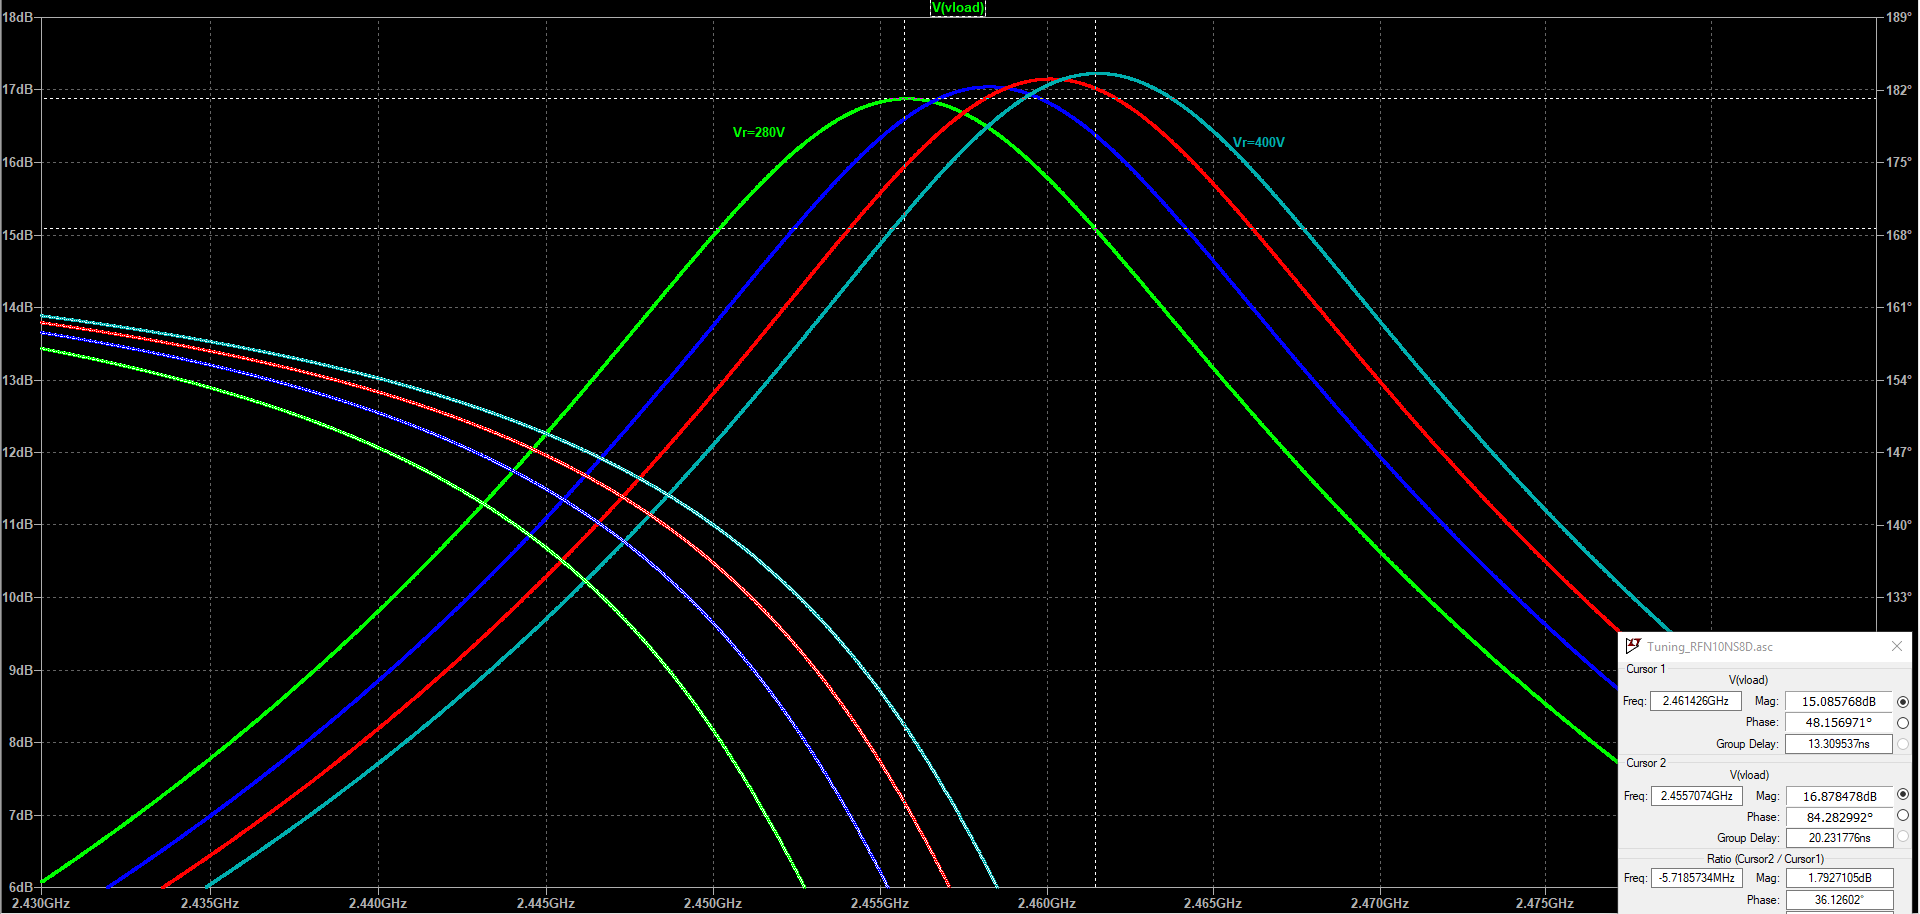 V(vload)
18dB
17dB
16dB
15dB
14dB
13dB
12dB
11dB
10dB
9dB
8dB
7dB
6dB
189°
182°
175°
168°
161°
154°
147°
140°
133°
Vr=280V
Vr=400V
2.430GHz 2.435GHz 2.440GHz 2.445GHz 2.450GHz 2.455GHz 2.460GHz 2.465GHz 2.470GHz 2.475GHz
Tuning_RFN10NS8D.asc
Cursor 1
V(vload)
Freq: 2.461426GHz Mag: 15.085768dB
Phase: 48.156971°
Group Delay: 13.309537ns
Cursor 2
V(vload)
Freq: 2.4557074GHz Mag: 16.878478dB
Phase: 84.282992°
Group Delay: 20.231776ns
Ratio (Cursor2 / Cursor1)
Freq: -5.7185734MHz Mag: 1.7927105dB
Phase: 36.12602°